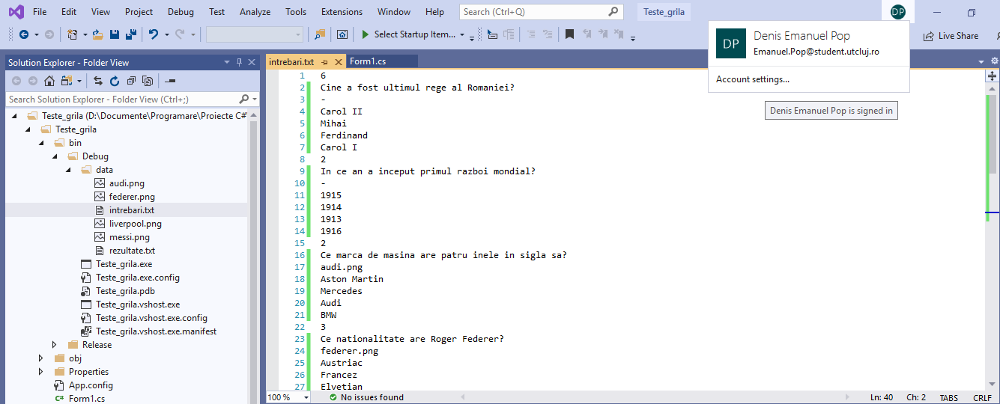 File Edit View Project Debug Test Analyze Tools Extensions Window Help Search (Ctrl+Q) Teste_grila DP
Select Startup Item... Live Share
DP Denis Emanuel Pop
Emanuel.Pop@student.utcluj.ro
Account settings...
Denis Emanuel Pop is signed in
Solution Explorer - Folder View
Search Solution Explorer - Folder View (Ctrl+;)
Teste_grila (D:\Documente\Programare\Proiecte C#
Teste_grila
bin
Debug
data
audi.png
federer.png
intrebari.txt
liverpool.png
messi.png
rezultate.txt
Teste_grila.exe
Teste_grila.exe.config
Teste_grila.pdb
Teste_grila.vshost.exe
Teste_grila.vshost.exe.config
Teste_grila.vshost.exe.manifest
Release
obj
Properties
App.config
C# Form1.cs
intrebari.txt Form1.cs
1 6
2 Cine a fost ultimul rege al Romaniei?
3 -
4 Carol II
5 Mihai
6 Ferdinand
7 Carol I
8 2
9 In ce an a inceput primul razboi mondial?
10 -
11 1915
12 1914
13 1913
14 1916
15 2
16 Ce marca de masina are patru inele in sigla sa?
17 audi.png
18 Aston Martin
19 Mercedes
20 Audi
21 BMW
22 3
23 Ce nationalitate are Roger Federer?
24 federer.png
25 Austriac
26 Francez
27 Elvetian
100 % No issues found Ln: 40 Ch: 2 TABS CRLF